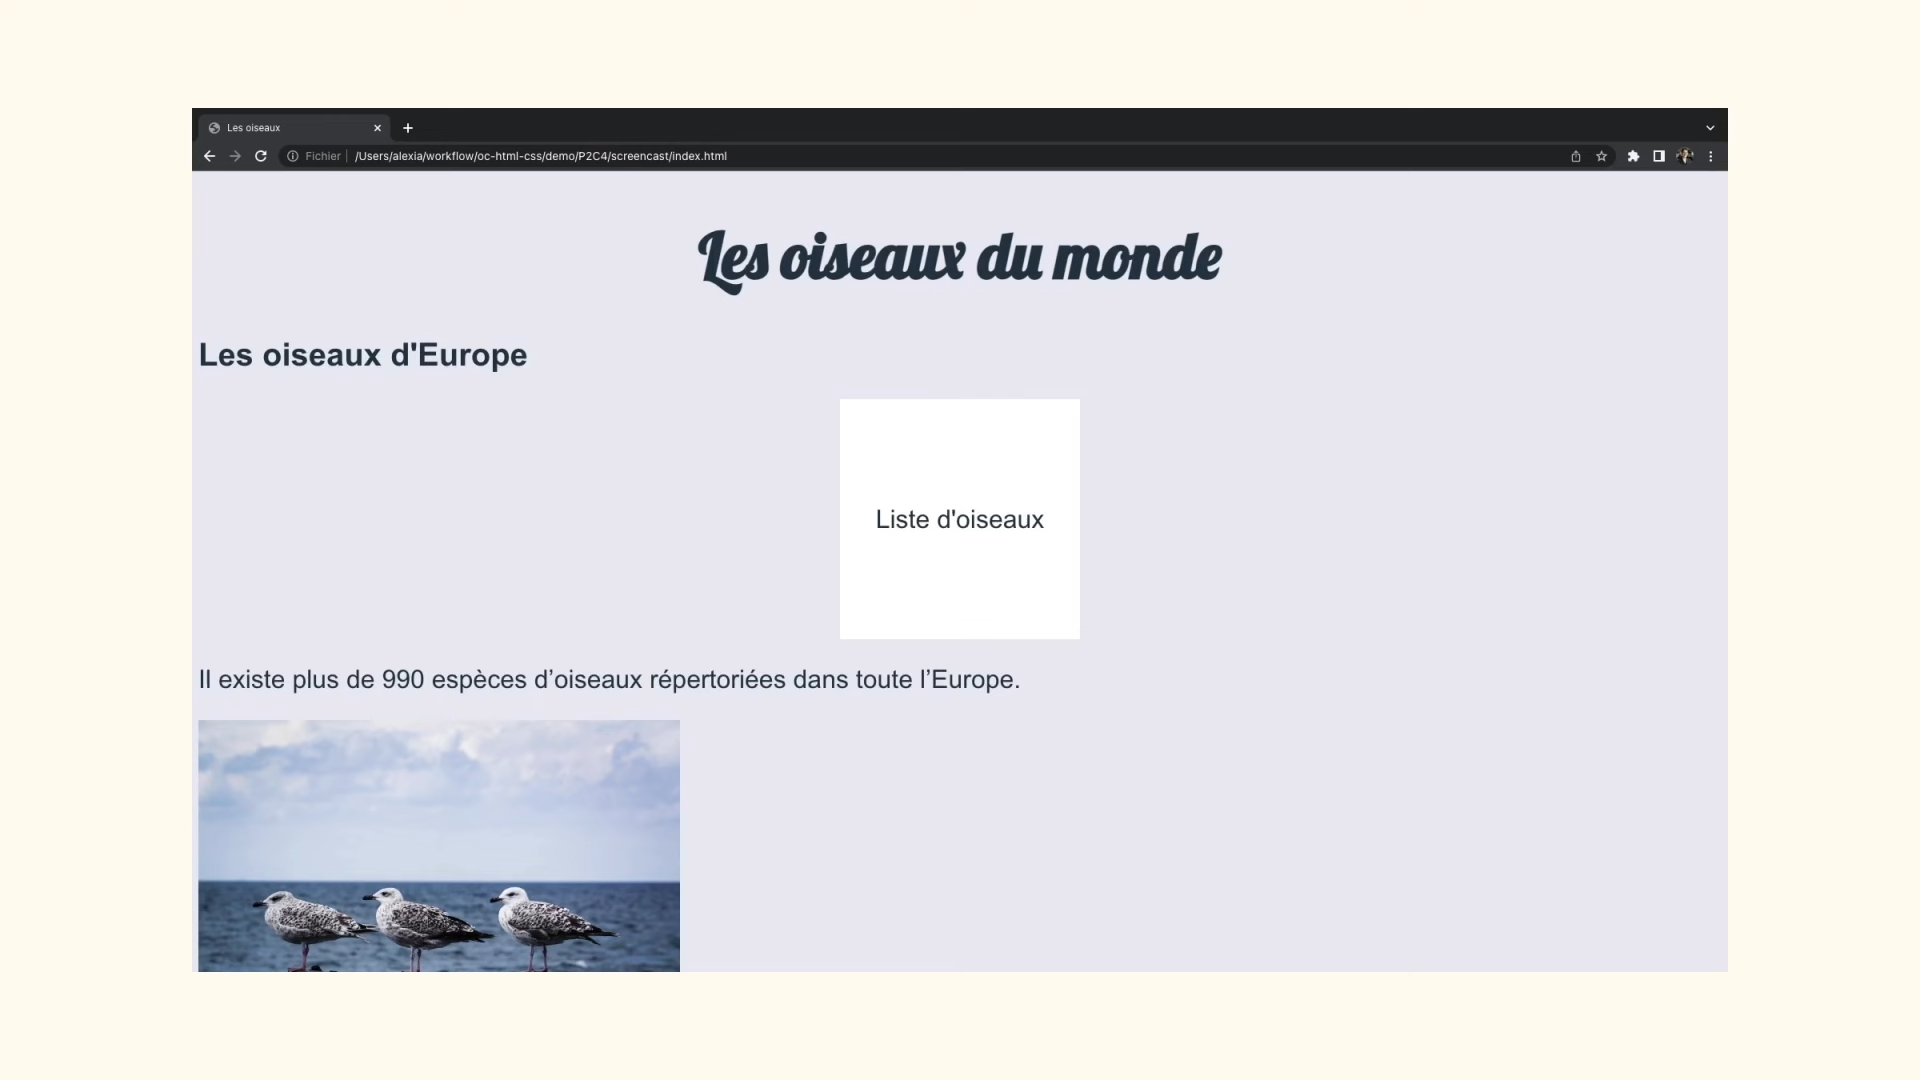 Les oiseaux
Fichier /Users/alexia/workflow/oc-html-css/demo/P2C4/screencast/index.html
Les oiseaux du monde
Les oiseaux d'Europe
Liste d'oiseaux
Il existe plus de 990 espèces d’oiseaux répertoriées dans toute l’Europe.